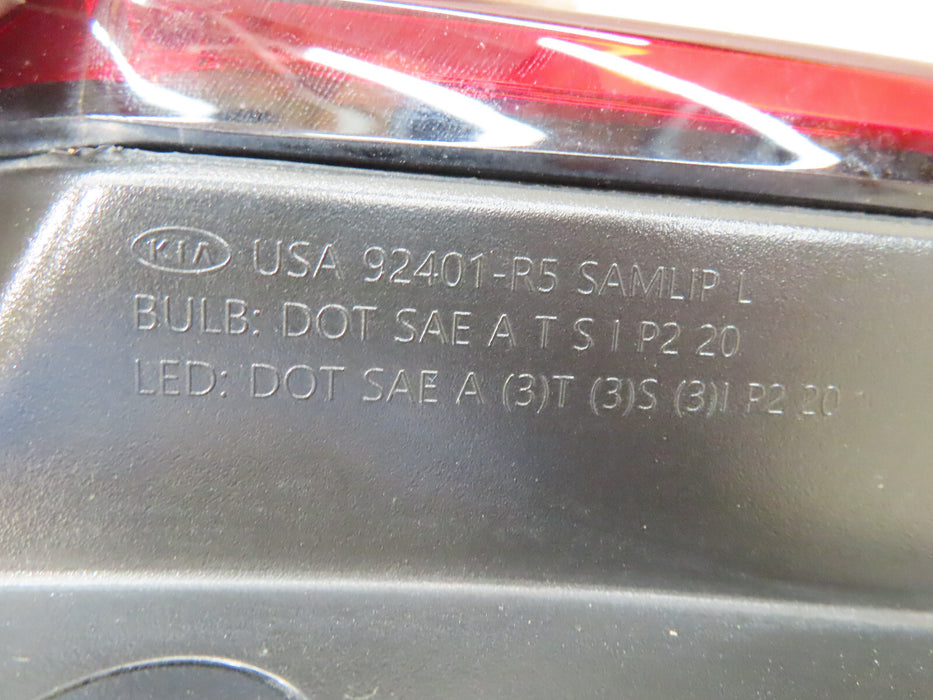 KIA USA 92401-R5 SAMLIP L
BULB: DOT SAE A T S I P2 20
LED: DOT SAE A (3)T (3)S (3)I P2 20